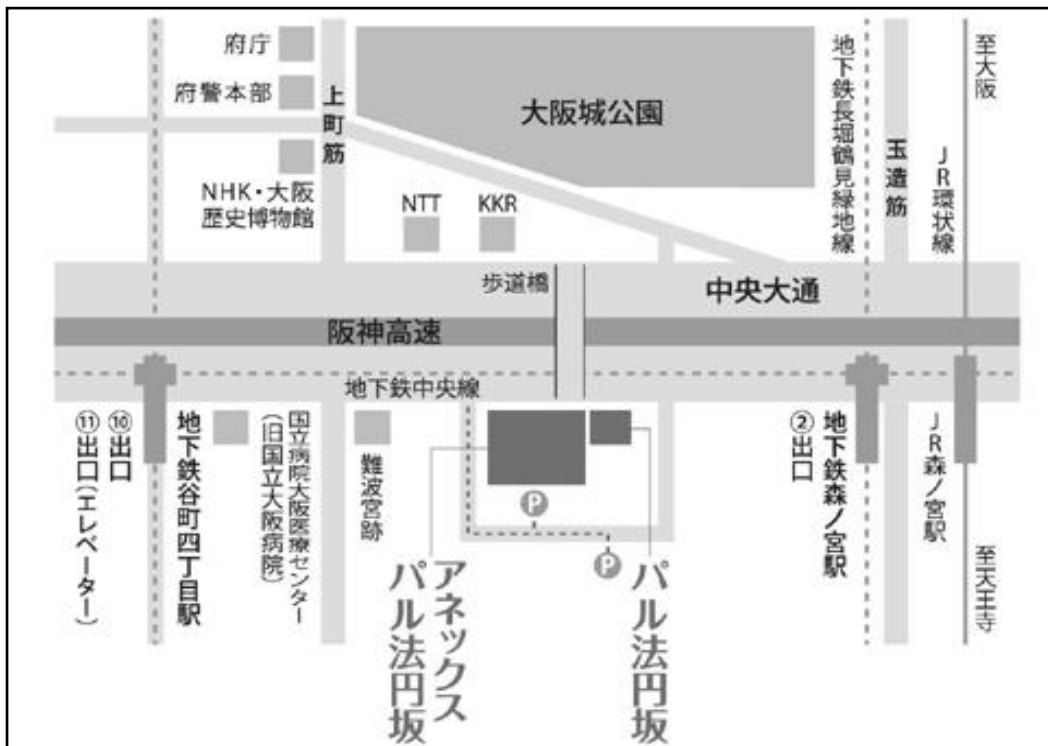 府庁
府警本部
上町筋
大阪城公園
地下鉄長堀鶴見緑地線
玉造筋
至大阪
JR環状線
NHK・大阪
歴史博物館
NTT
KKR
歩道橋
中央大通
阪神高速
地下鉄中央線
⑪出口(エレベーター)
⑩出口
地下鉄谷町四丁目駅
国立病院大阪医療センター
(旧国立大阪病院)
難波宮跡
P
P
②出口
地下鉄森ノ宮駅
JR森ノ宮駅
至天王寺
アネックス
パル法円坂
パル法円坂